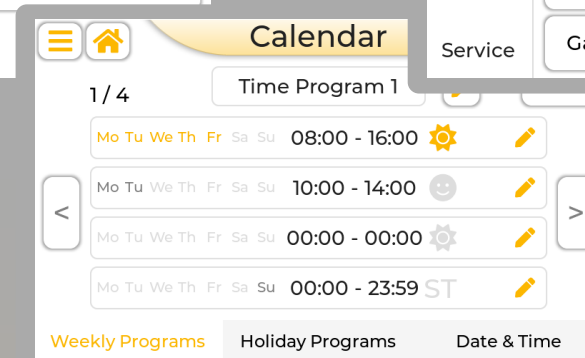 Calendar
Service
Ga
1 / 4
Time Program 1
Mo Tu We Th Fr Sa Su 08:00 - 16:00
Mo Tu We Th Fr Sa Su 10:00 - 14:00
<
>
Mo Tu We Th Fr Sa Su 00:00 - 00:00
Mo Tu We Th Fr Sa Su 00:00 - 23:59 ST
Weekly Programs
Holiday Programs
Date & Time